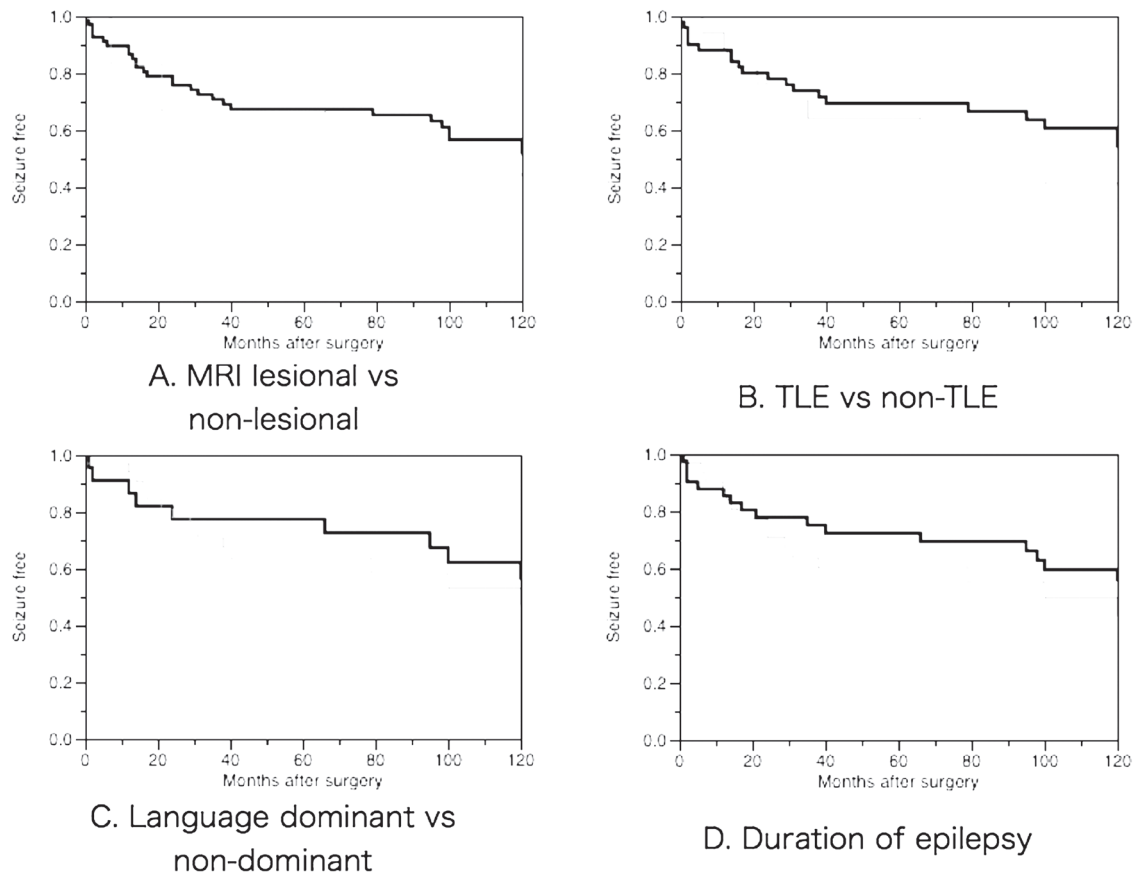 1.0
0.8
0.6
0.4
0.2
0.0
Seizure free
0 20 40 60 80 100 120
Months after surgery
A. MRI lesional vs
non-lesional
1.0
0.8
0.6
0.4
0.2
0.0
Seizure free
0 20 40 60 80 100 120
Months after surgery
B. TLE vs non-TLE
1.0
0.8
0.6
0.4
0.2
0.0
Seizure free
0 20 40 60 80 100 120
Months after surgery
C. Language dominant vs
non-dominant
1.0
0.8
0.6
0.4
0.2
0.0
Seizure free
0 20 40 60 80 100 120
Months after surgery
D. Duration of epilepsy